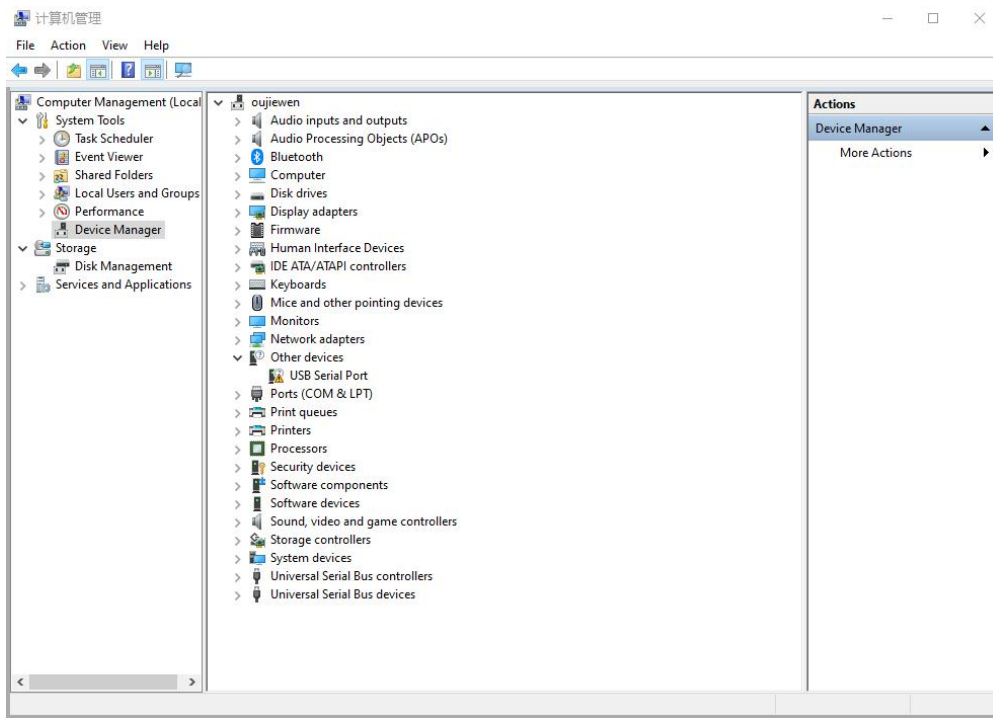 计算机管理
File Action View Help
Computer Management (Local
System Tools
Task Scheduler
Event Viewer
Shared Folders
Local Users and Groups
Performance
Device Manager
Storage
Disk Management
Services and Applications
oujiewen
Audio inputs and outputs
Audio Processing Objects (APOs)
Bluetooth
Computer
Disk drives
Display adapters
Firmware
Human Interface Devices
IDE ATA/ATAPI controllers
Keyboards
Mice and other pointing devices
Monitors
Network adapters
Other devices
USB Serial Port
Ports (COM & LPT)
Print queues
Printers
Processors
Security devices
Software components
Software devices
Sound, video and game controllers
Storage controllers
System devices
Universal Serial Bus controllers
Universal Serial Bus devices
Actions
Device Manager
More Actions